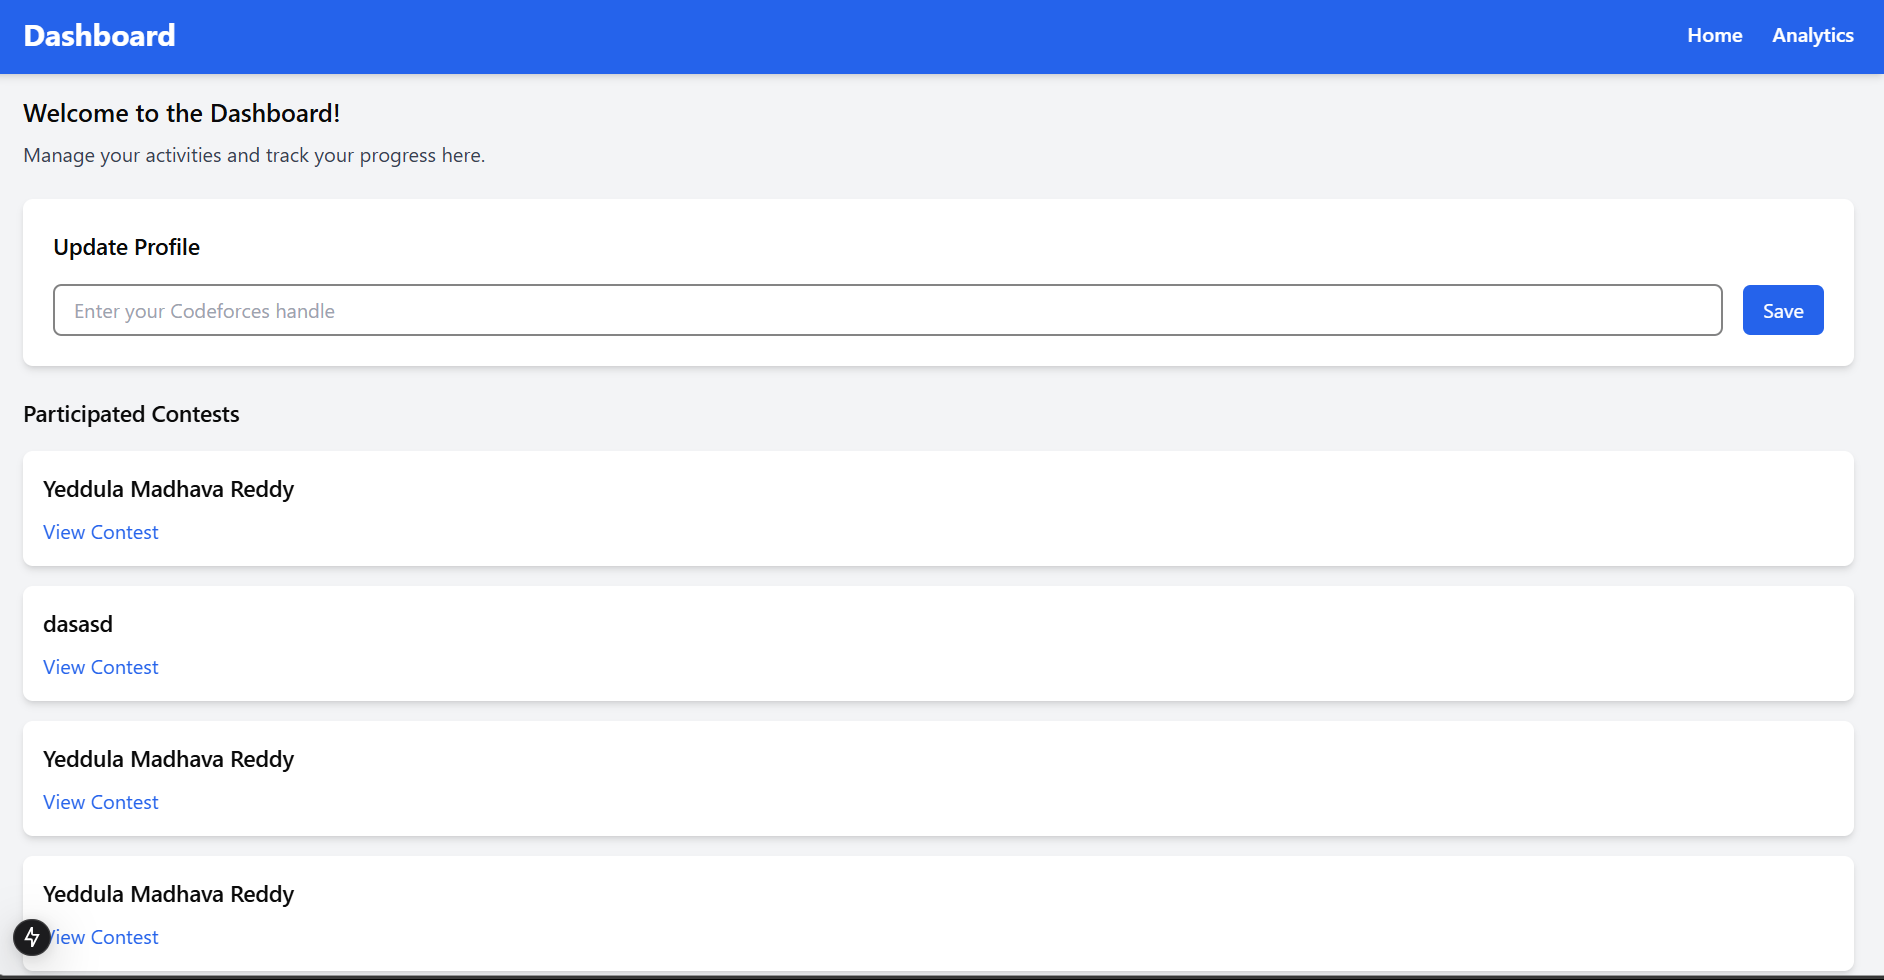 Dashboard
Home
Analytics
Welcome to the Dashboard!
Manage your activities and track your progress here.
Update Profile
Enter your Codeforces handle
Save
Participated Contests
Yeddula Madhava Reddy
View Contest
dasasd
View Contest
Yeddula Madhava Reddy
View Contest
Yeddula Madhava Reddy
View Contest